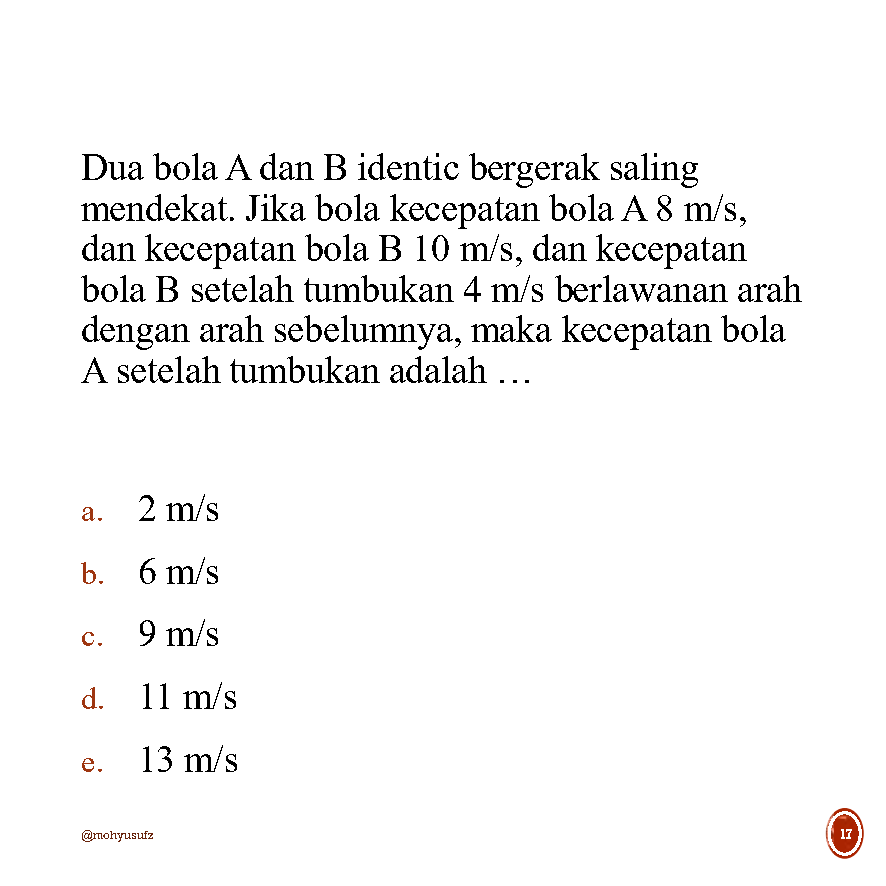 Dua bola A dan B identic bergerak saling
mendekat. Jika bola kecepatan bola A 8 m/s,
dan kecepatan bola B 10 m/s, dan kecepatan
bola B setelah tumbukan 4 m/s berlawanan arah
dengan arah sebelumnya, maka kecepatan bola
A setelah tumbukan adalah …
a. 2 m/s
b. 6 m/s
c. 9 m/s
d. 11 m/s
e. 13 m/s
@mohyusufz
17